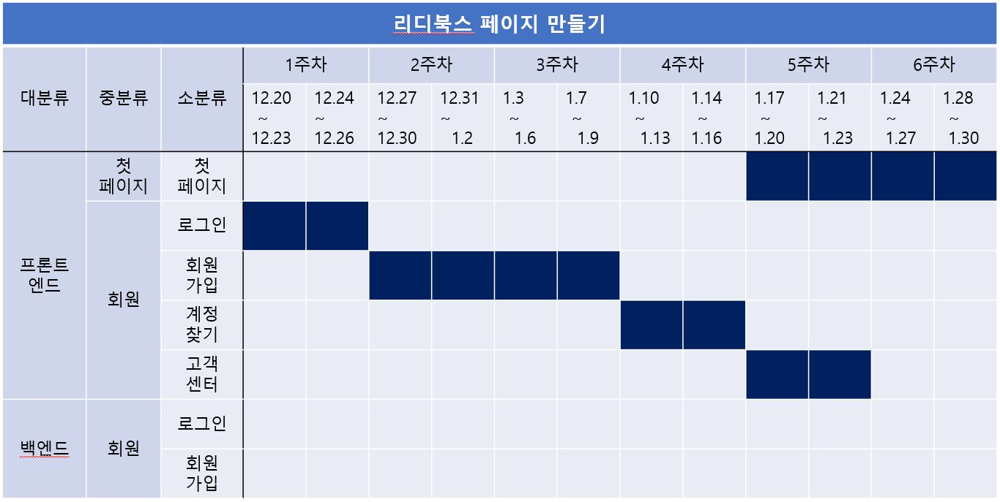 리디북스 페이지 만들기
1주차 2주차 3주차 4주차 5주차 6주차
대분류 중분류 소분류
12.20 12.24 12.27 12.31 1.3 1.7 1.10 1.14 1.17 1.21 1.24 1.28
~ ~ ~ ~ ~ ~ ~ ~ ~ ~ ~ ~
12.23 12.26 12.30 1.2 1.6 1.9 1.13 1.16 1.20 1.23 1.27 1.30
프론트
엔드
첫
페이지
첫
페이지
회원
로그인
회원
가입
계정
찾기
고객
센터
백엔드
회원
로그인
회원
가입